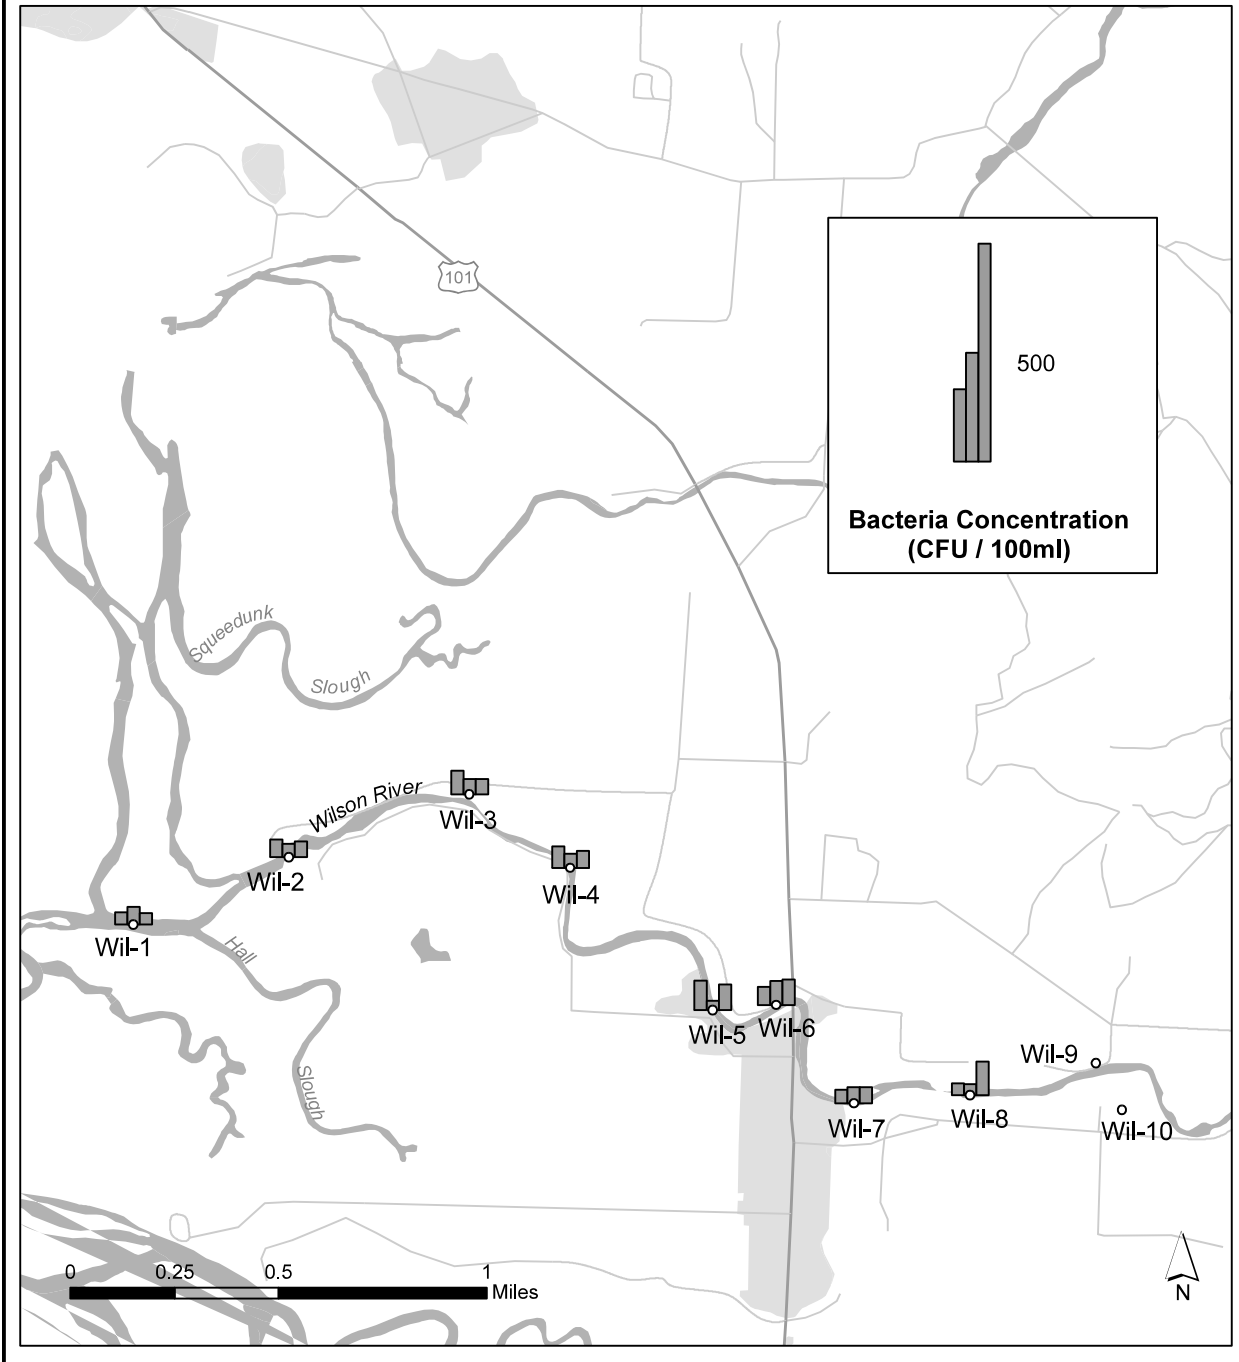 101
500
Bacteria Concentration
(CFU / 100ml)
Squeedunk
Slough
Wilson River
Wil-3
Wil-2
Wil-4
Wil-1
Hall
Slough
Wil-5
Wil-6
Wil-9
Wil-7
Wil-8
Wil-10
0 0.25 0.5 1
Miles
N